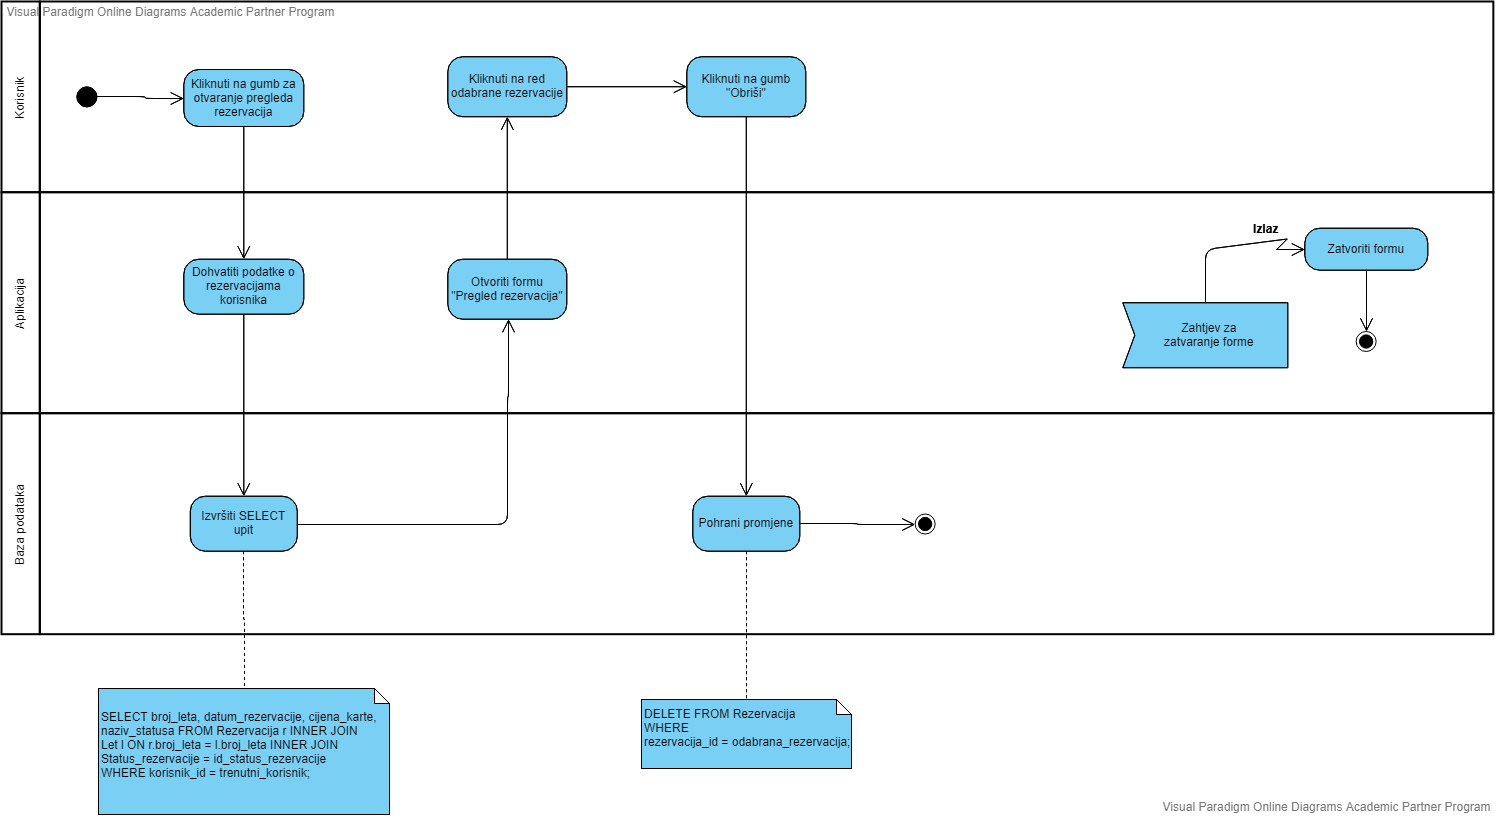 Visual Paradigm Online Diagrams Academic Partner Program
Korisnik
Kliknuti na gumb za
otvaranje pregleda
rezervacija
Kliknuti na red
odabrane rezervacije
Kliknuti na gumb
"Obriši"
Aplikacija
Dohvatiti podatke o
rezervacijama
korisnika
Otvoriti formu
"Pregled rezervacija"
Izlaz
Zatvoriti formu
Zahtjev za
zatvaranje forme
Baza podataka
Izvršiti SELECT
upit
Pohrani promjene
SELECT broj_leta, datum_rezervacije, cijena_karte,
naziv_statusa FROM Rezervacija r INNER JOIN
Let l ON r.broj_leta = l.broj_leta INNER JOIN
Status_rezervacije = id_status_rezervacije
WHERE korisnik_id = trenutni_korisnik;
DELETE FROM Rezervacija
WHERE
rezervacija_id = odabrana_rezervacija;
Visual Paradigm Online Diagrams Academic Partner Program